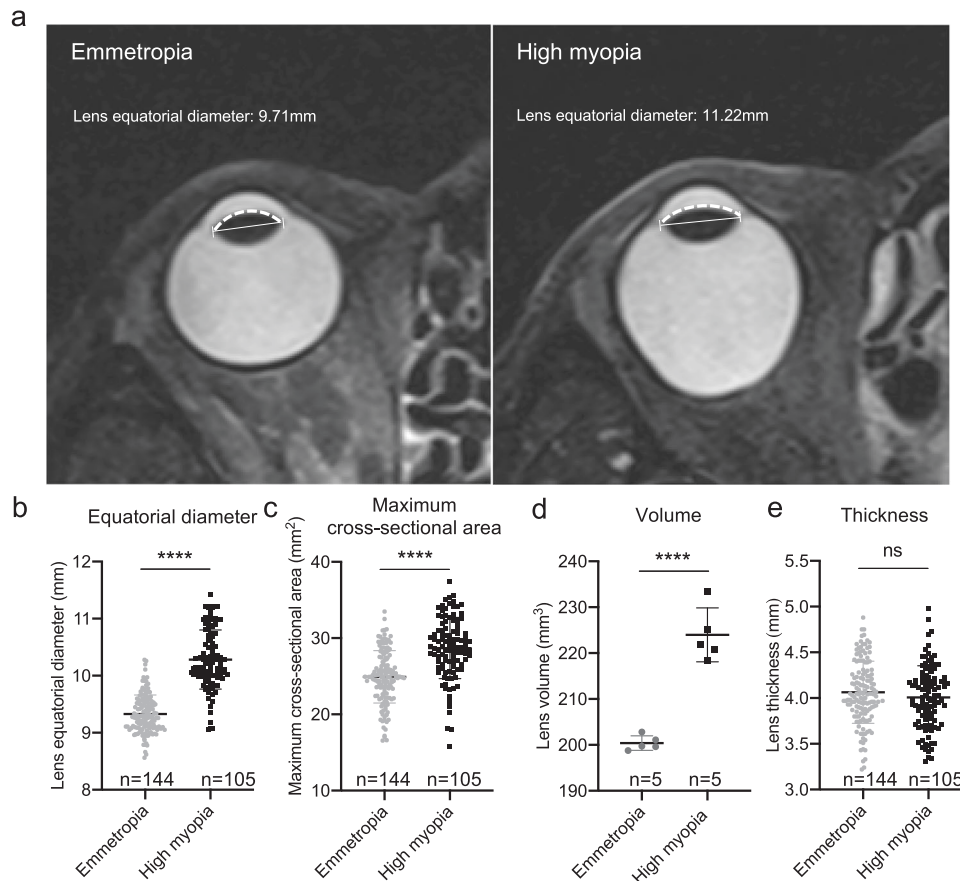 a
Emmetropia
Lens equatorial diameter: 9.71mm
High myopia
Lens equatorial diameter: 11.22mm
b
Equatorial diameter
****
Lens equatorial diameter (mm)
12
11
10
9
8
n=144
n=105
Emmetropia
High myopia
c
Maximum
cross-sectional area
****
Maximum cross-sectional area (mm²)
40
30
20
10
n=144
n=105
Emmetropia
High myopia
d
Volume
****
Lens volume (mm³)
240
230
220
210
200
190
n=5
n=5
Emmetropia
High myopia
e
Thickness
ns
Lens thickness (mm)
5.5
5.0
4.5
4.0
3.5
3.0
n=144
n=105
Emmetropia
High myopia